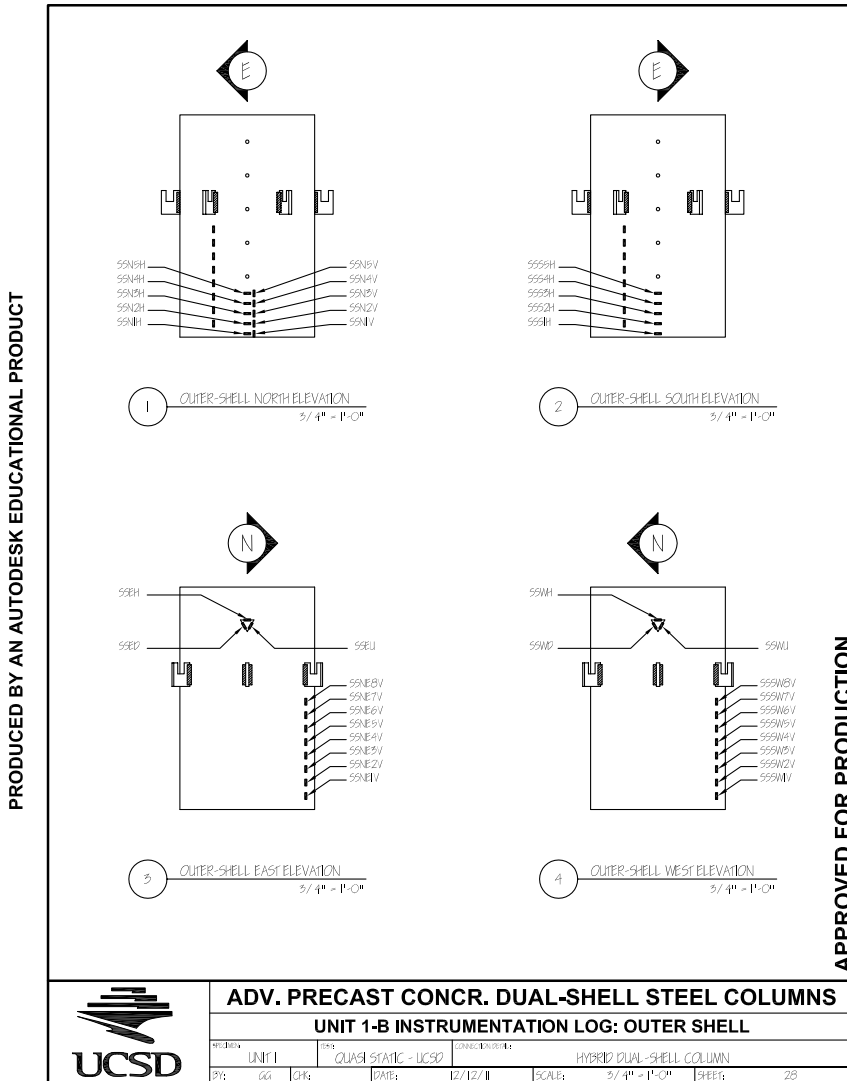 PRODUCED BY AN AUTODESK EDUCATIONAL PRODUCT
E
E
SSN5H
SSN4H
SSN3H
SSN2H
SSN1H
SSN5V
SSN4V
SSN3V
SSN2V
SSN1V
SSS5H
SSS4H
SSS3H
SSS2H
SSS1H
1
OUTER-SHELL NORTH ELEVATION
3/4" = 1'-0"
2
OUTER-SHELL SOUTH ELEVATION
3/4" = 1'-0"
N
N
SSEH
SSED
SSEU
SSNE8V
SSNE7V
SSNE6V
SSNE5V
SSNE4V
SSNE3V
SSNE2V
SSNE1V
SSWH
SSWD
SSWU
SSSW8V
SSSW7V
SSSW6V
SSSW5V
SSSW4V
SSSW3V
SSSW2V
SSSW1V
3
OUTER-SHELL EAST ELEVATION
3/4" = 1'-0"
4
OUTER-SHELL WEST ELEVATION
3/4" = 1'-0"
APPROVED FOR PRODUCTION
UCSD
ADV. PRECAST CONCR. DUAL-SHELL STEEL COLUMNS
UNIT 1-B INSTRUMENTATION LOG: OUTER SHELL
SPECIMEN: UNIT 1 TEST: QUASI STATIC - UCSD CONNECTION DETAIL: HYBRID DUAL-SHELL COLUMN
BY: GG CHK: DATE: 12/12/11 SCALE: 3/4" = 1'-0" SHEET: 28